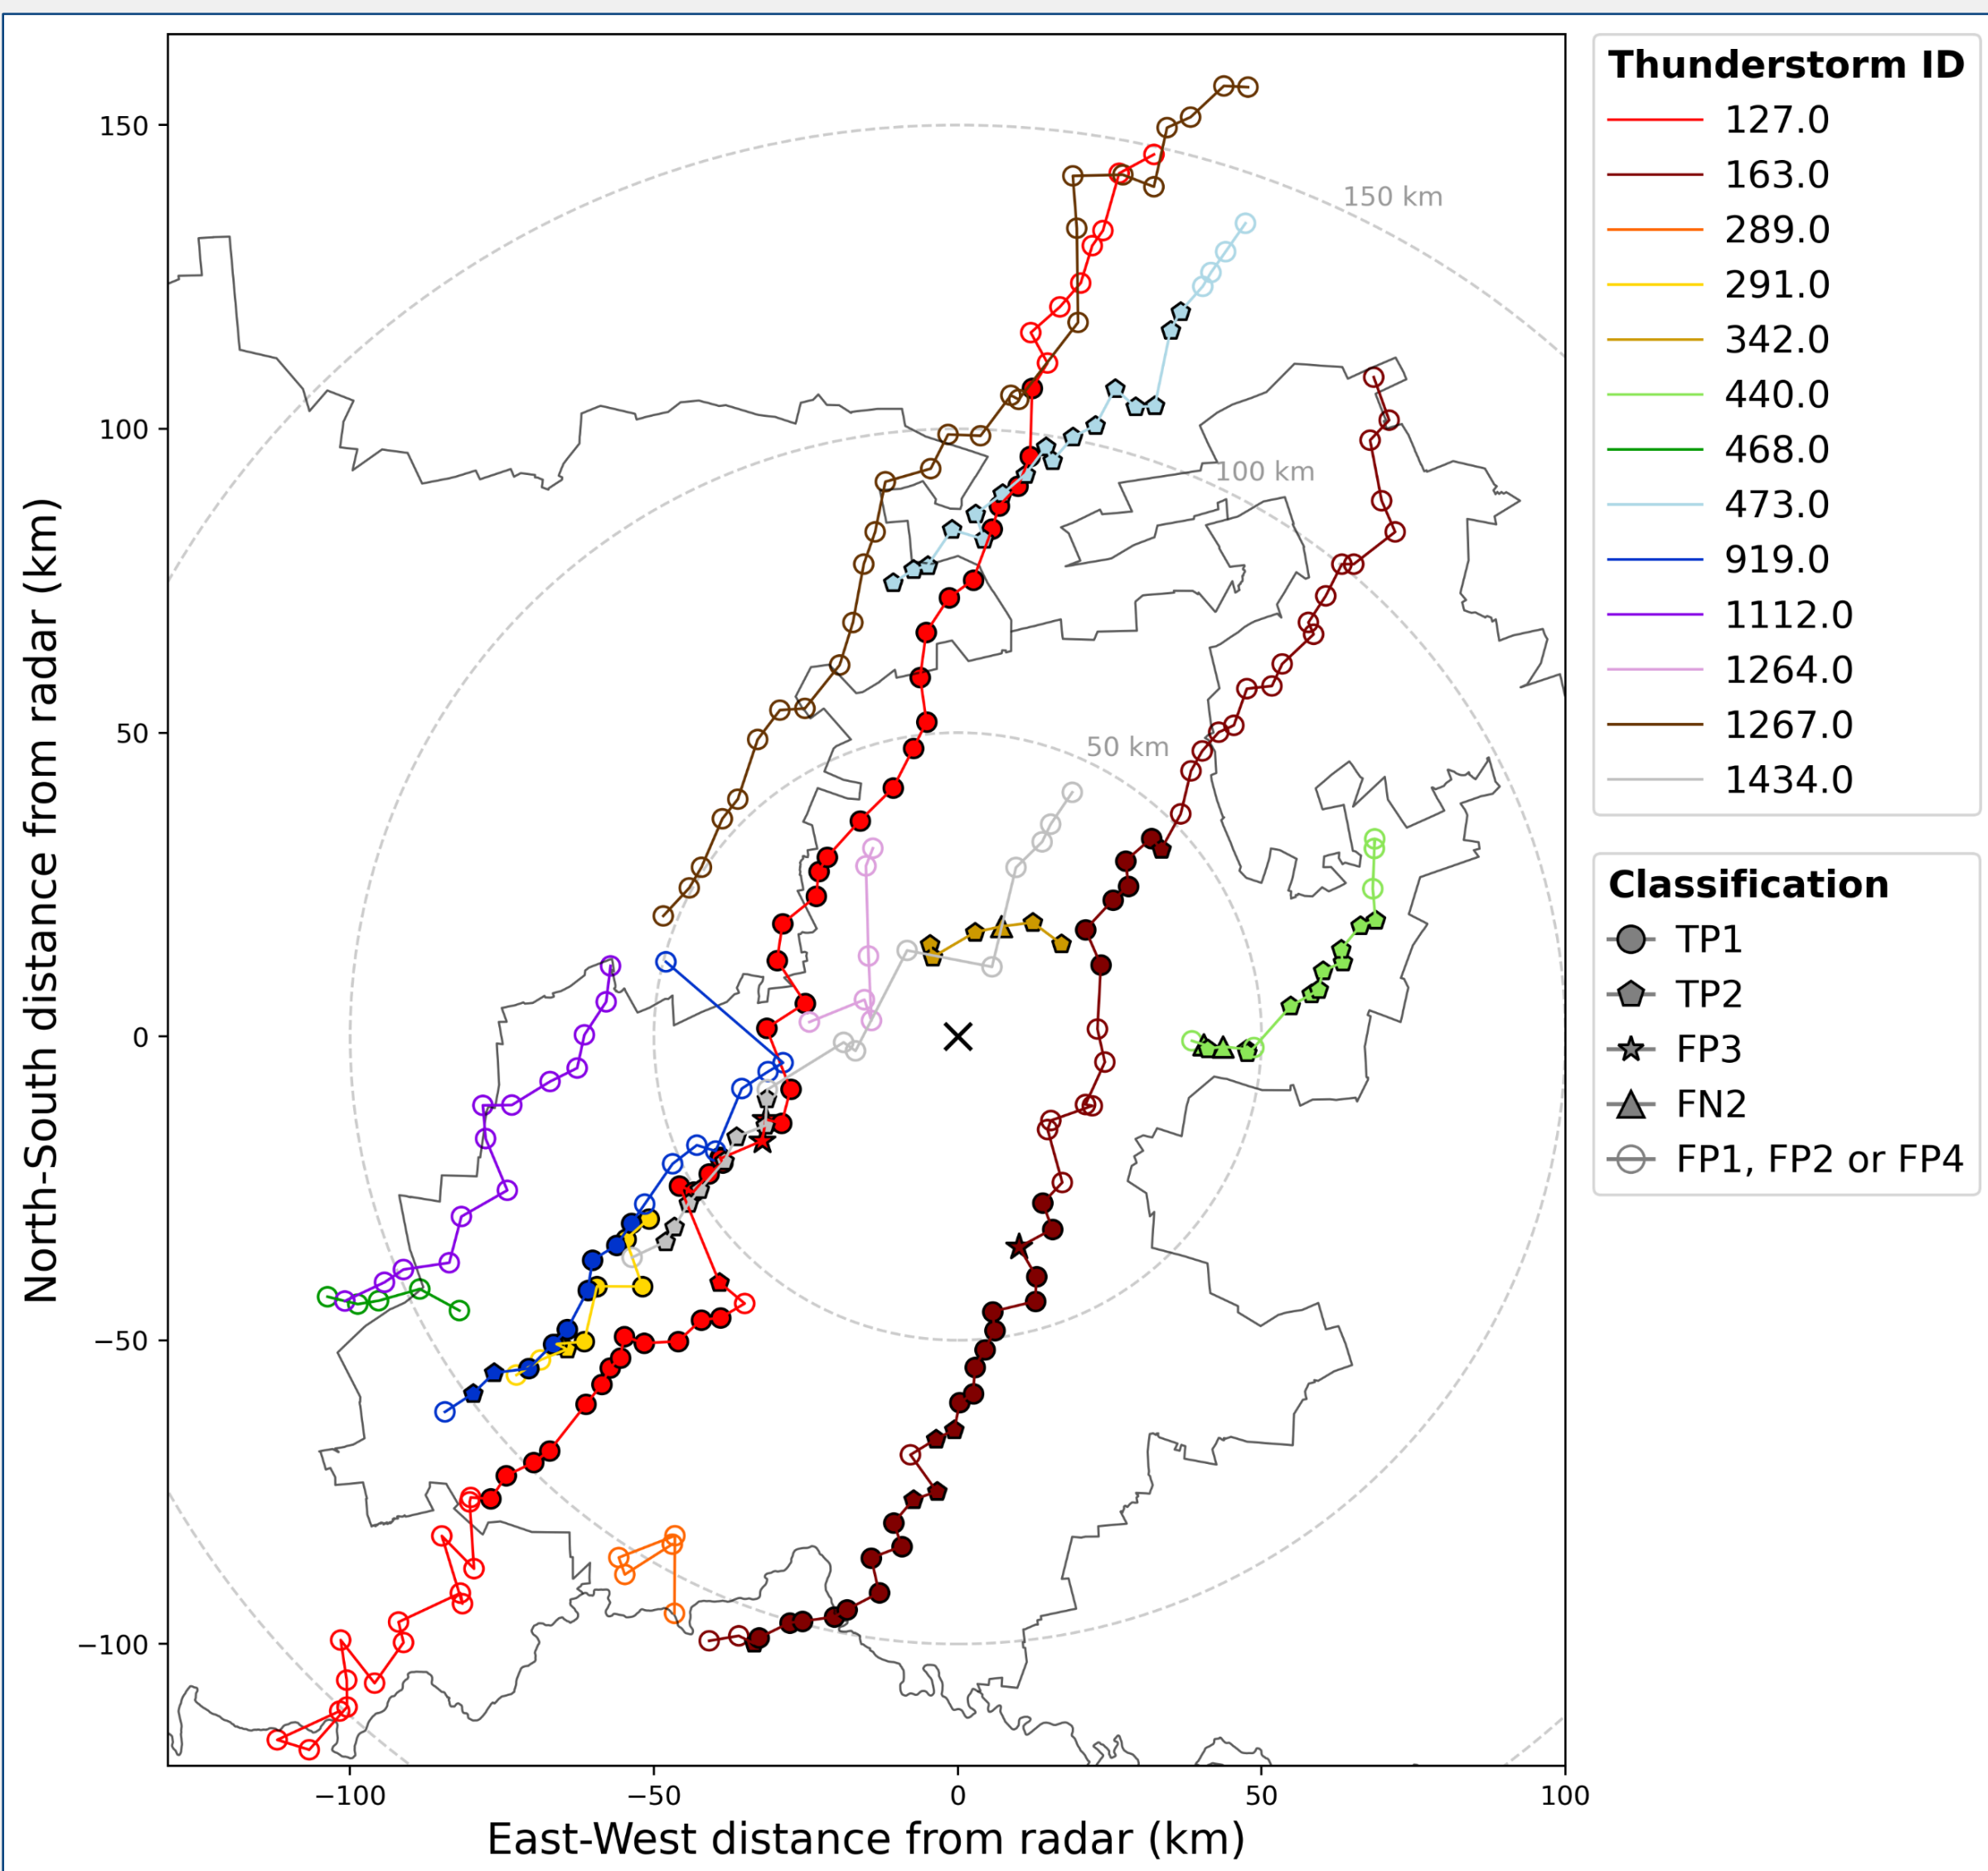 North-South distance from radar (km)
150
100
50
0
−50
−100
150 km
100 km
50 km
−100
−50
0
50
100
East-West distance from radar (km)
Thunderstorm ID
127.0
163.0
289.0
291.0
342.0
440.0
468.0
473.0
919.0
1112.0
1264.0
1267.0
1434.0
Classification
TP1
TP2
FP3
FN2
FP1, FP2 or FP4